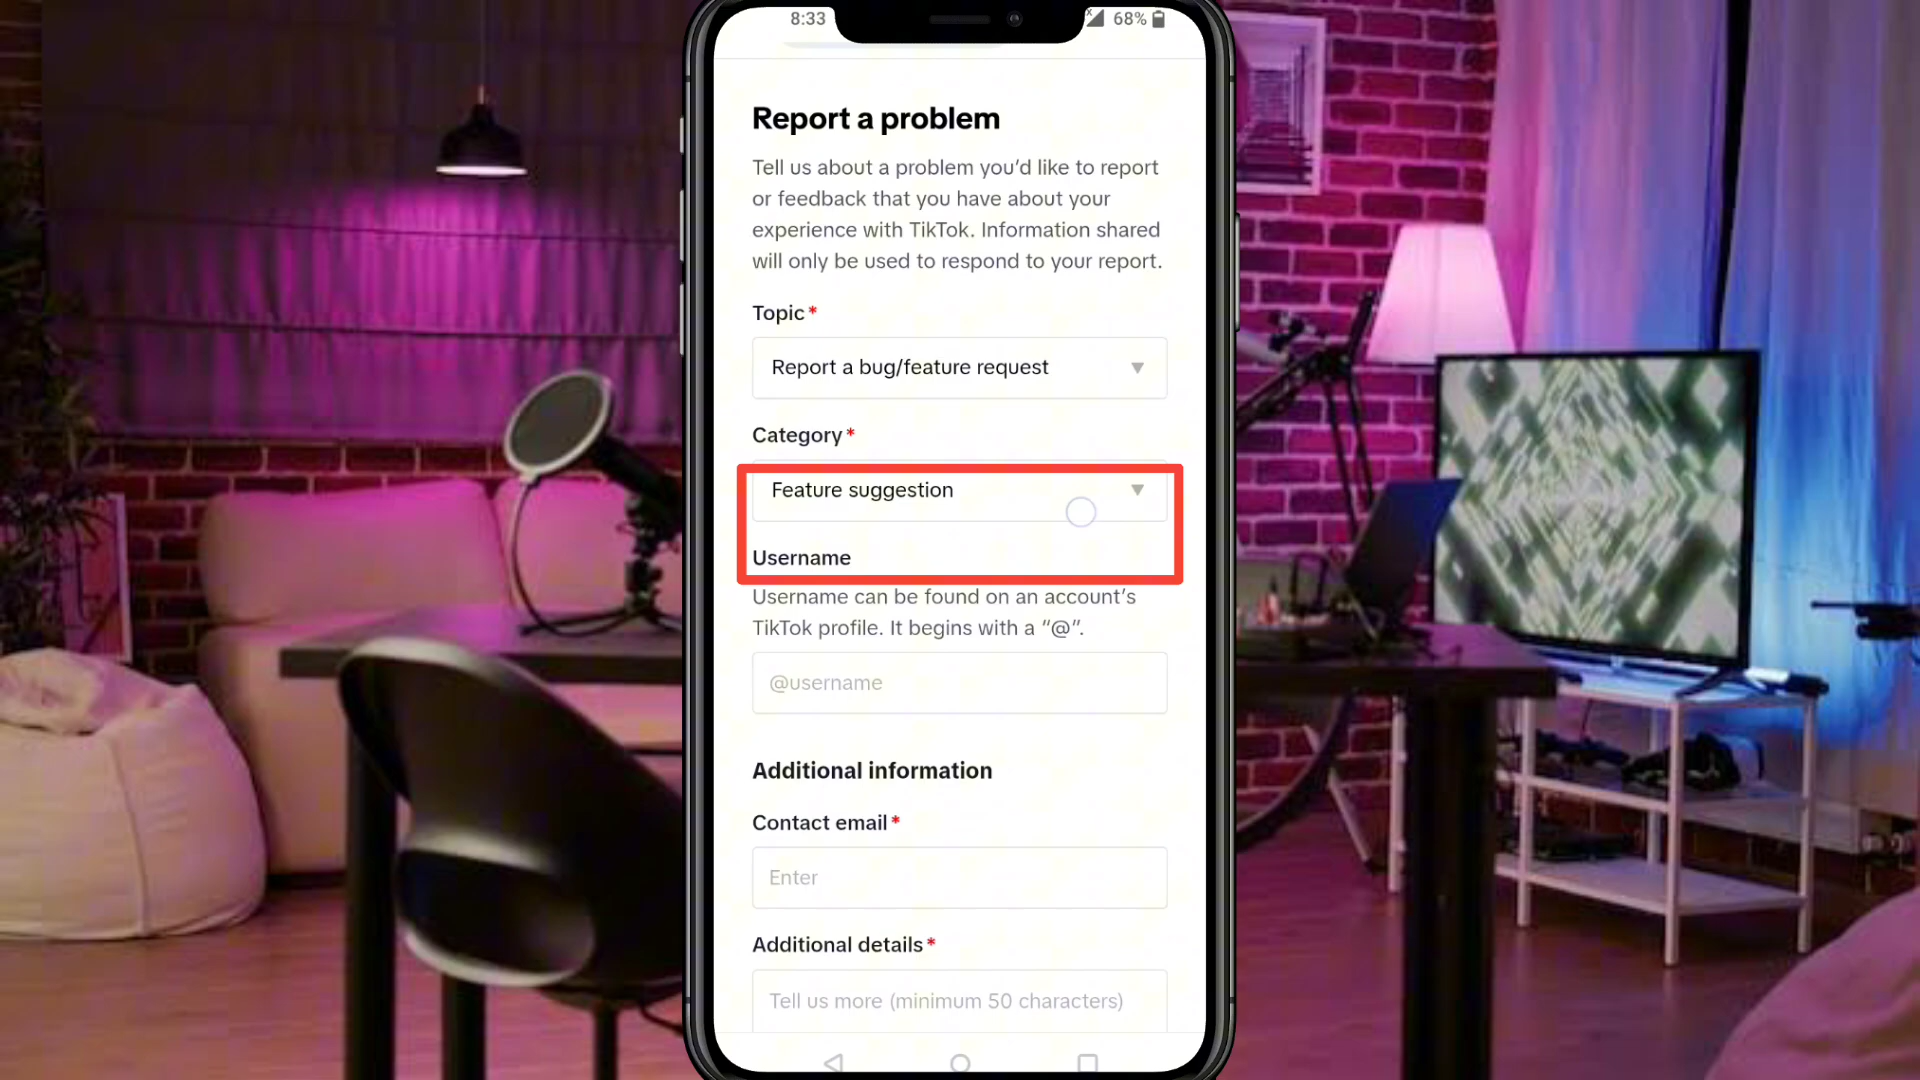 8:33
68%
Report a problem
Tell us about a problem you’d like to report
or feedback that you have about your
experience with TikTok. Information shared
will only be used to respond to your report.
Topic*
Report a bug/feature request
Category*
Feature suggestion
Username
Username can be found on an account’s
TikTok profile. It begins with a “@”.
@username
Additional information
Contact email*
Enter
Additional details*
Tell us more (minimum 50 characters)